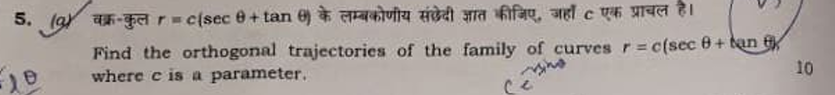 5. (a) वक्र-कुल r = c(sec θ + tan θ) के लम्बकोणीय संछेदी ज्ञात कीजिए, जहाँ c एक प्राचल है।
Find the orthogonal trajectories of the family of curves r = c(sec θ + tan θ),
where c is a parameter. 10